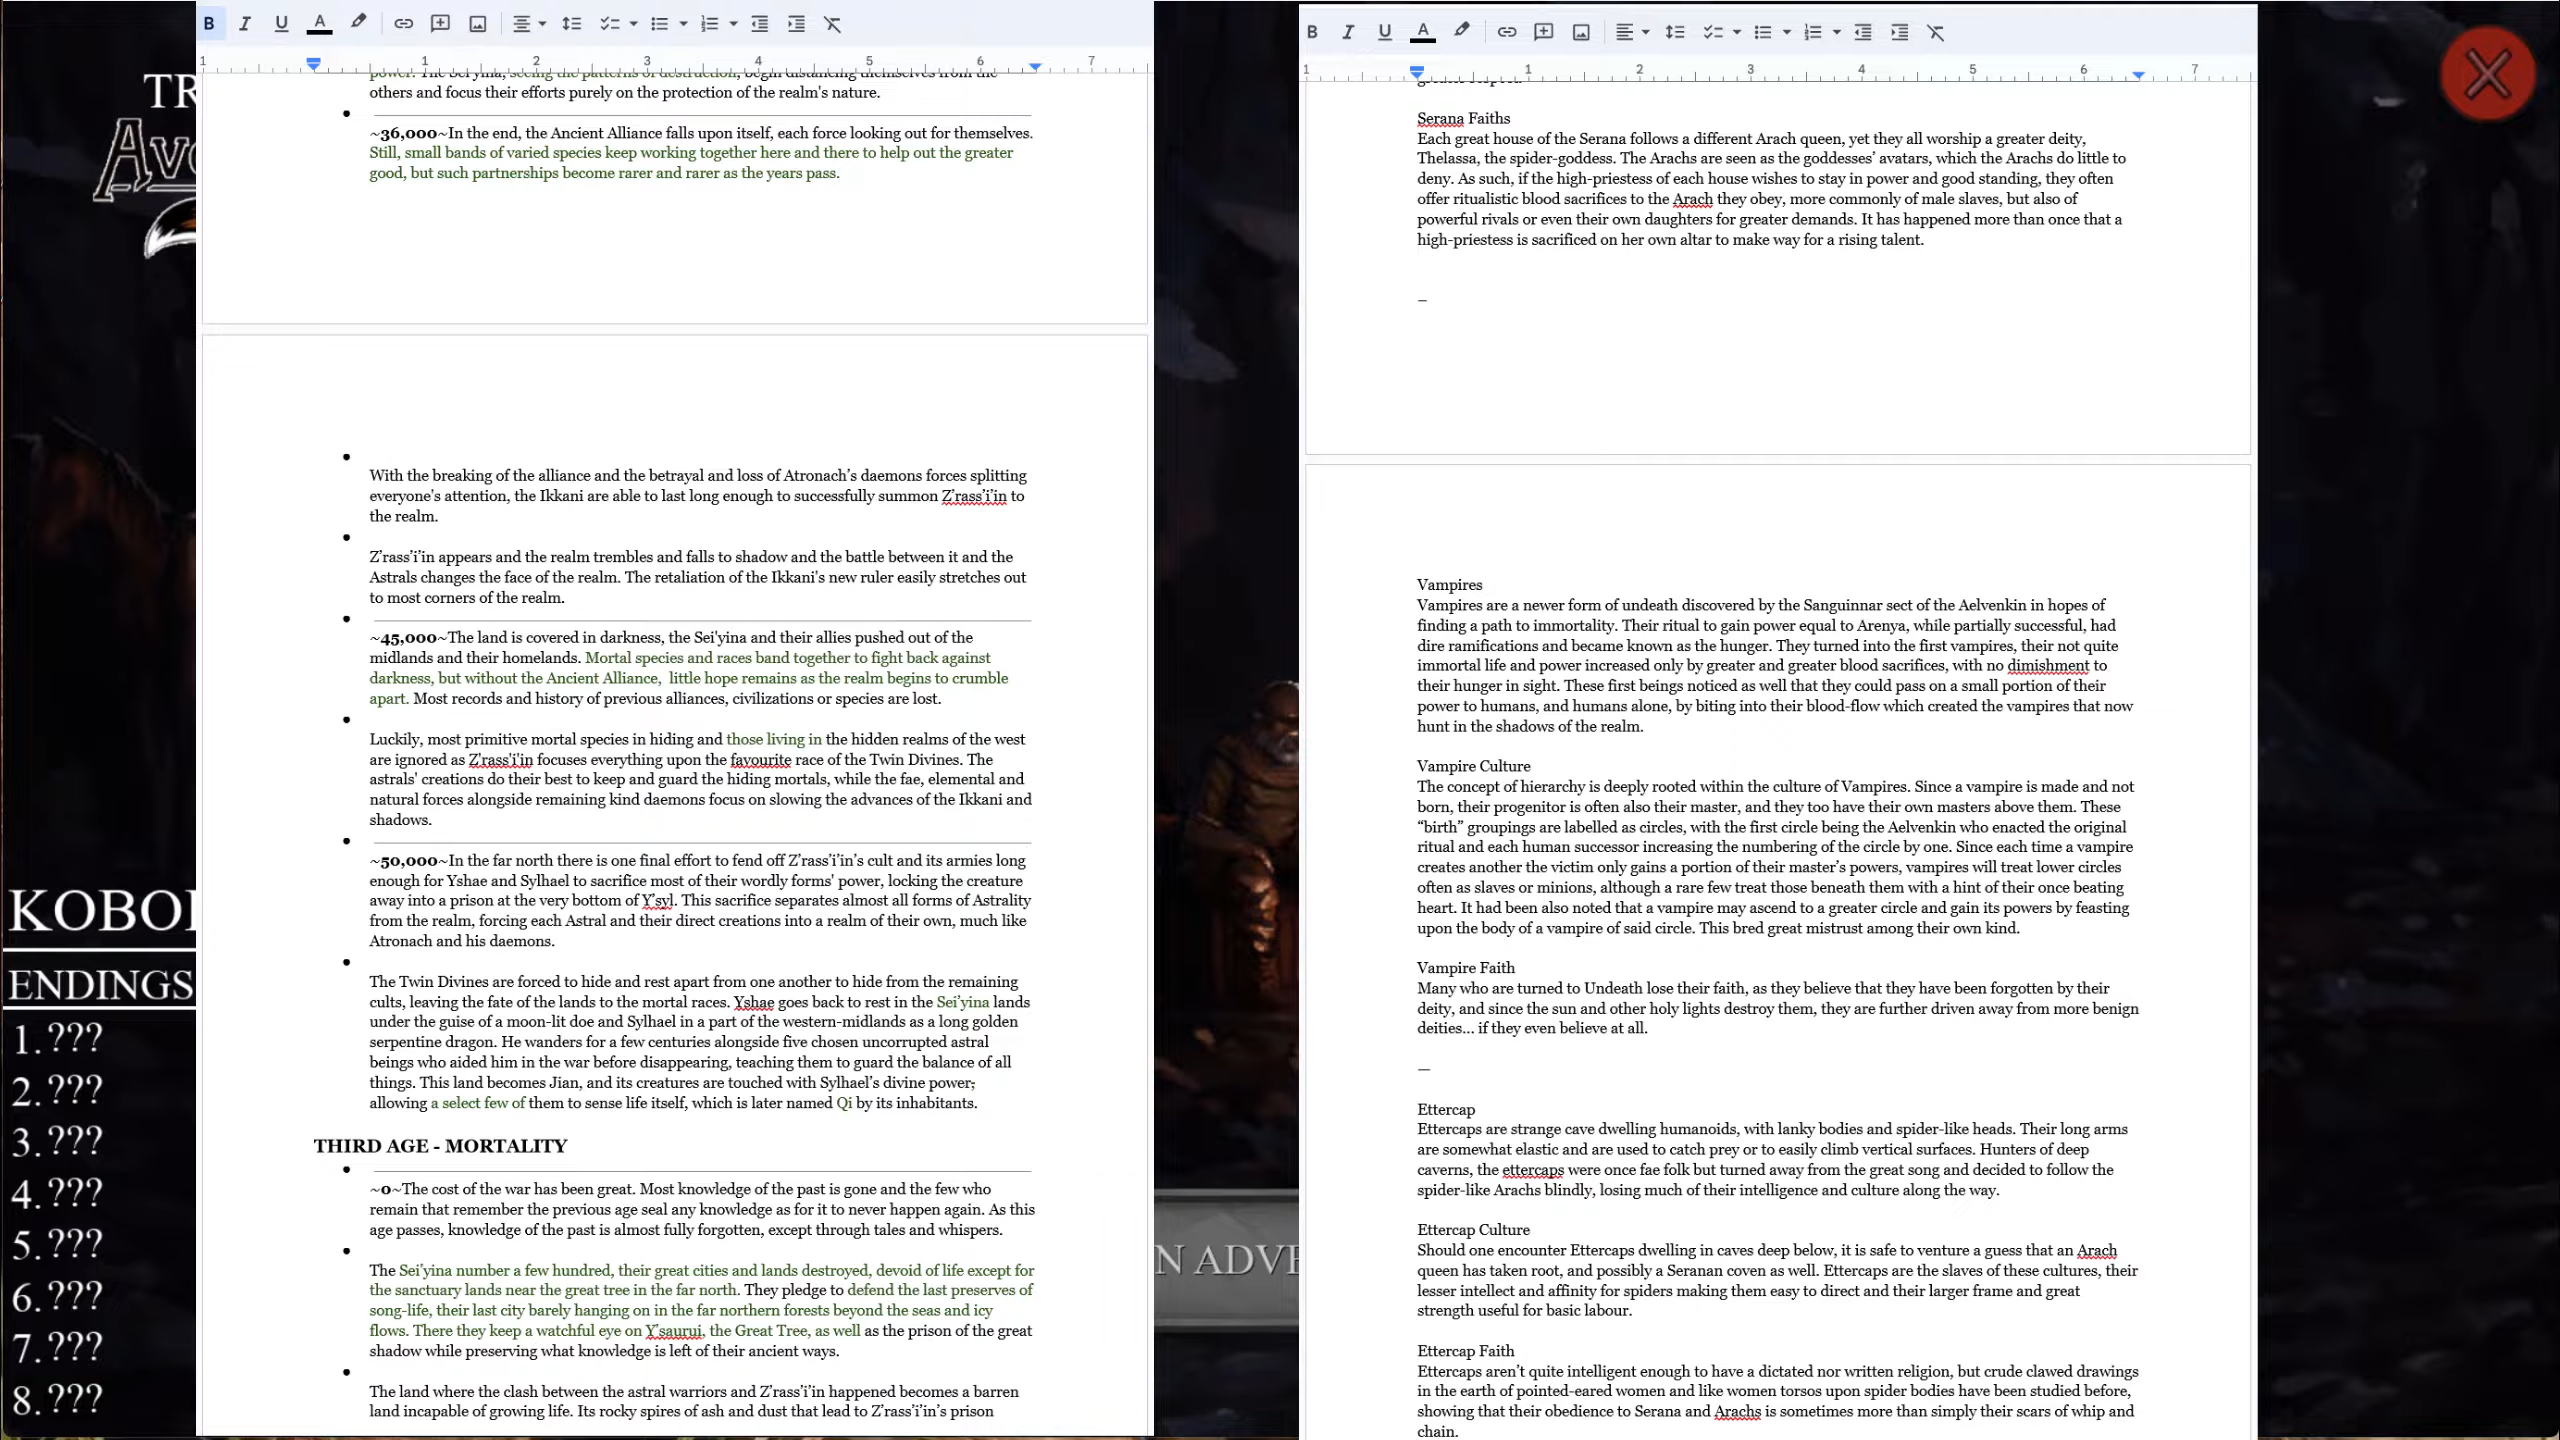 TR
Avo
KOBOI
ENDINGS
1. ???
2. ???
3. ???
4. ???
5. ???
6. ???
7. ???
8. ???
B I U A
1 1 2 3 4 5 6 7
power. The Sei'yina, seeing the patterns of destruction, begin distancing themselves from the
others and focus their efforts purely on the protection of the realm's nature.
~36,000~In the end, the Ancient Alliance falls upon itself, each force looking out for themselves.
Still, small bands of varied species keep working together here and there to help out the greater
good, but such partnerships become rarer and rarer as the years pass.
With the breaking of the alliance and the betrayal and loss of Atronach's daemons forces splitting
everyone's attention, the Ikkani are able to last long enough to successfully summon Z'rass'i'in to
the realm.
Z'rass'i'in appears and the realm trembles and falls to shadow and the battle between it and the
Astrals changes the face of the realm. The retaliation of the Ikkani's new ruler easily stretches out
to most corners of the realm.
~45,000~The land is covered in darkness, the Sei'yina and their allies pushed out of the
midlands and their homelands. Mortal species and races band together to fight back against
darkness, but without the Ancient Alliance,  little hope remains as the realm begins to crumble
apart. Most records and history of previous alliances, civilizations or species are lost.
Luckily, most primitive mortal species in hiding and those living in the hidden realms of the west
are ignored as Z'rass'i'in focuses everything upon the favourite race of the Twin Divines. The
astrals' creations do their best to keep and guard the hiding mortals, while the fae, elemental and
natural forces alongside remaining kind daemons focus on slowing the advances of the Ikkani and
shadows.
~50,000~In the far north there is one final effort to fend off Z'rass'i'in's cult and its armies long
enough for Yshae and Sylhael to sacrifice most of their wordly forms' power, locking the creature
away into a prison at the very bottom of Y'syl. This sacrifice separates almost all forms of Astrality
from the realm, forcing each Astral and their direct creations into a realm of their own, much like
Atronach and his daemons.
The Twin Divines are forced to hide and rest apart from one another to hide from the remaining
cults, leaving the fate of the lands to the mortal races. Yshae goes back to rest in the Sei'yina lands
under the guise of a moon-lit doe and Sylhael in a part of the western-midlands as a long golden
serpentine dragon. He wanders for a few centuries alongside five chosen uncorrupted astral
beings who aided him in the war before disappearing, teaching them to guard the balance of all
things. This land becomes Jian, and its creatures are touched with Sylhael's divine power,
allowing a select few of them to sense life itself, which is later named Qi by its inhabitants.
THIRD AGE - MORTALITY
~0~The cost of the war has been great. Most knowledge of the past is gone and the few who
remain that remember the previous age seal any knowledge as for it to never happen again. As this
age passes, knowledge of the past is almost fully forgotten, except through tales and whispers.
The Sei'yina number a few hundred, their great cities and lands destroyed, devoid of life except for
the sanctuary lands near the great tree in the far north. They pledge to defend the last preserves of
song-life, their last city barely hanging on in the far northern forests beyond the seas and icy
flows. There they keep a watchful eye on Y'saurui, the Great Tree, as well as the prison of the great
shadow while preserving what knowledge is left of their ancient ways.
The land where the clash between the astral warriors and Z'rass'i'in happened becomes a barren
land incapable of growing life. Its rocky spires of ash and dust that lead to Z'rass'i'in's prison
N ADVE
B I U A
1 1 2 3 4 5 6 7
Serana Faiths
Each great house of the Serana follows a different Arach queen, yet they all worship a greater deity,
Thelassa, the spider-goddess. The Arachs are seen as the goddesses' avatars, which the Arachs do little to
deny. As such, if the high-priestess of each house wishes to stay in power and good standing, they often
offer ritualistic blood sacrifices to the Arach they obey, more commonly of male slaves, but also of
powerful rivals or even their own daughters for greater demands. It has happened more than once that a
high-priestess is sacrificed on her own altar to make way for a rising talent.
—
Vampires
Vampires are a newer form of undeath discovered by the Sanguinnar sect of the Aelvenkin in hopes of
finding a path to immortality. Their ritual to gain power equal to Arenya, while partially successful, had
dire ramifications and became known as the hunger. They turned into the first vampires, their not quite
immortal life and power increased only by greater and greater blood sacrifices, with no dimishment to
their hunger in sight. These first beings noticed as well that they could pass on a small portion of their
power to humans, and humans alone, by biting into their blood-flow which created the vampires that now
hunt in the shadows of the realm.
Vampire Culture
The concept of hierarchy is deeply rooted within the culture of Vampires. Since a vampire is made and not
born, their progenitor is often also their master, and they too have their own masters above them. These
“birth” groupings are labelled as circles, with the first circle being the Aelvenkin who enacted the original
ritual and each human successor increasing the numbering of the circle by one. Since each time a vampire
creates another the victim only gains a portion of their master's powers, vampires will treat lower circles
often as slaves or minions, although a rare few treat those beneath them with a hint of their once beating
heart. It had been also noted that a vampire may ascend to a greater circle and gain its powers by feasting
upon the body of a vampire of said circle. This bred great mistrust among their own kind.
Vampire Faith
Many who are turned to Undeath lose their faith, as they believe that they have been forgotten by their
deity, and since the sun and other holy lights destroy them, they are further driven away from more benign
deities... if they even believe at all.
—
Ettercap
Ettercaps are strange cave dwelling humanoids, with lanky bodies and spider-like heads. Their long arms
are somewhat elastic and are used to catch prey or to easily climb vertical surfaces. Hunters of deep
caverns, the ettercaps were once fae folk but turned away from the great song and decided to follow the
spider-like Arachs blindly, losing much of their intelligence and culture along the way.
Ettercap Culture
Should one encounter Ettercaps dwelling in caves deep below, it is safe to venture a guess that an Arach
queen has taken root, and possibly a Seranan coven as well. Ettercaps are the slaves of these cultures, their
lesser intellect and affinity for spiders making them easy to direct and their larger frame and great
strength useful for basic labour.
Ettercap Faith
Ettercaps aren't quite intelligent enough to have a dictated nor written religion, but crude clawed drawings
in the earth of pointed-eared women and like women torsos upon spider bodies have been studied before,
showing that their obedience to Serana and Arachs is sometimes more than simply their scars of whip and
chain.